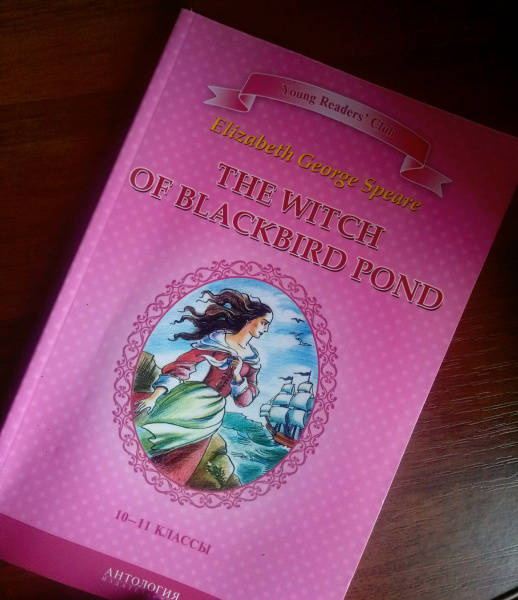 Young Readers' Club
Elizabeth George Speare
THE WITCH
OF BLACKBIRD POND
10–11 КЛАССЫ
АНТОЛОГИЯ